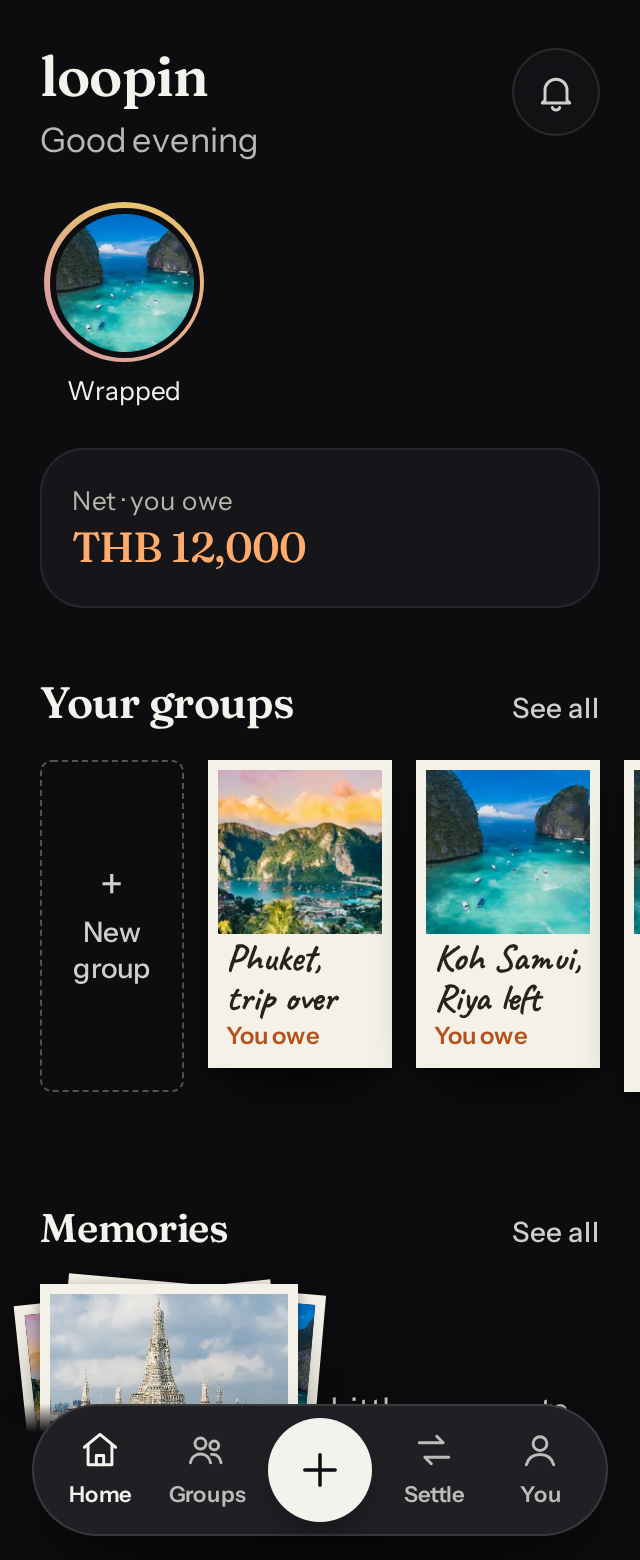 loopin
Good evening
Wrapped
Net · you owe
THB 12,000
Your groups
See all
+
New
group
Phuket,
trip over
You owe
Koh Samui,
Riya left
You owe
Memories
See all
Home
Groups
+
Settle
You